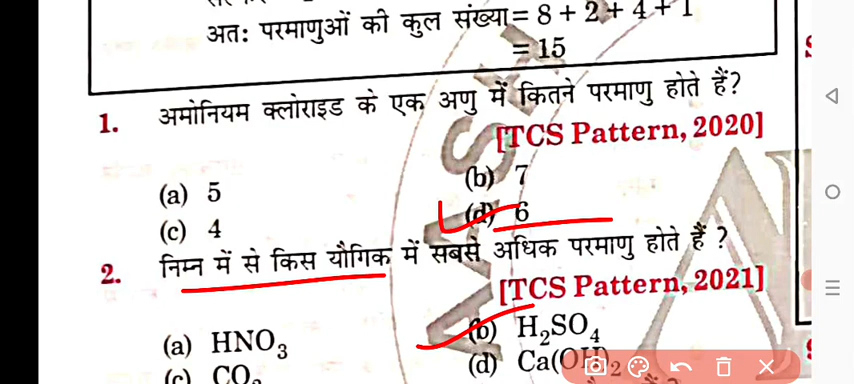 अतः परमाणुओं की कुल संख्या = 8 + 2 + 4 + 1
= 15
1. अमोनियम क्लोराइड के एक अणु में कितने परमाणु होते हैं?
[TCS Pattern, 2020]
(a) 5 (b) 7
(c) 4 (d) 6
2. निम्न में से किस यौगिक में सबसे अधिक परमाणु होते हैं ?
[TCS Pattern, 2021]
(a) HNO3 (b) H2SO4
(c) (d) Ca(OH)2